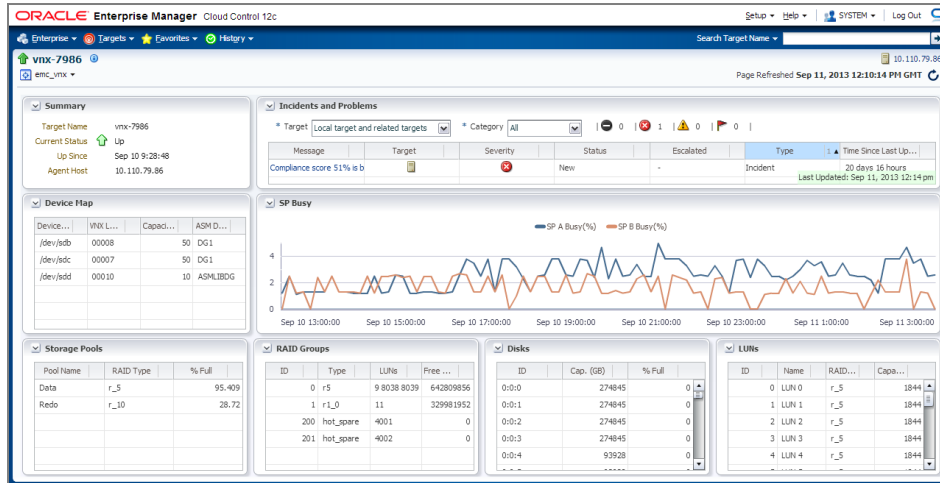 ORACLE Enterprise Manager Cloud Control 12c
Setup Help SYSTEM Log Out
Enterprise Targets Favorites History Search Target Name
vnx-7986 10.110.79.86
emc_vnx Page Refreshed Sep 11, 2013 12:10:14 PM GMT
Summary
Target Name vnx-7986
Current Status Up
Up Since Sep 10 9:28:48
Agent Host 10.110.79.86
Incidents and Problems
* Target Local target and related targets * Category All | 0 | 1 | 0 | 0 |
Message Target Severity Status Escalated Type 1 Time Since Last Up...
Compliance score 51% is b New - Incident 20 days 16 hours
Last Updated: Sep 11, 2013 12:14 pm
Device Map
Device... VNX L... Capaci... ASM D...
/dev/sdb 00008 50 DG1
/dev/sdc 00007 50 DG1
/dev/sdd 00010 10 ASMLIBDG
SP Busy
SP A Busy(%) SP B Busy(%)
4
2
0
Sep 10 13:00:00 Sep 10 15:00:00 Sep 10 17:00:00 Sep 10 19:00:00 Sep 10 21:00:00 Sep 10 23:00:00 Sep 11 1:00:00 Sep 11 3:00:00
Storage Pools
Pool Name RAID Type % Full
Data r_5 95.409
Redo r_10 28.72
RAID Groups
ID Type LUNs Free ...
0 r5 9 8038 8039 642809856
1 r1_0 11 329981952
200 hot_spare 4001 0
201 hot_spare 4002 0
Disks
ID Cap. (GB) % Full
0:0:0 274845 0
0:0:1 274845 0
0:0:2 274845 0
0:0:3 274845 0
0:0:4 93928 0
LUNs
ID Name RAID... Capa...
0 LUN 0 r_5 1844
1 LUN 1 r_5 1844
2 LUN 2 r_5 1844
3 LUN 3 r_5 1844
4 LUN 4 r_5 1844